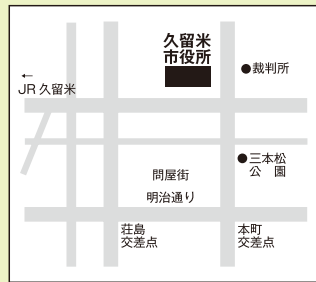 久留米
市役所
●裁判所
←
JR 久留米
●三本松
公園
問屋街
明治通り
荘島
交差点
本町
交差点